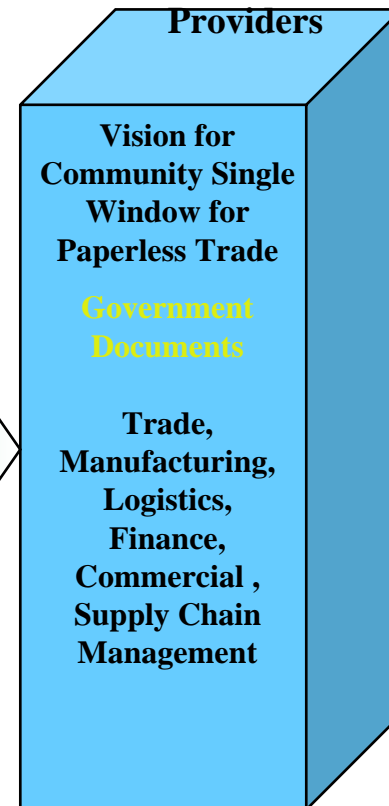 Providers
Vision for
Community Single
Window for
Paperless Trade
Government
Documents
Trade,
Manufacturing,
Logistics,
Finance,
Commercial ,
Supply Chain
Management